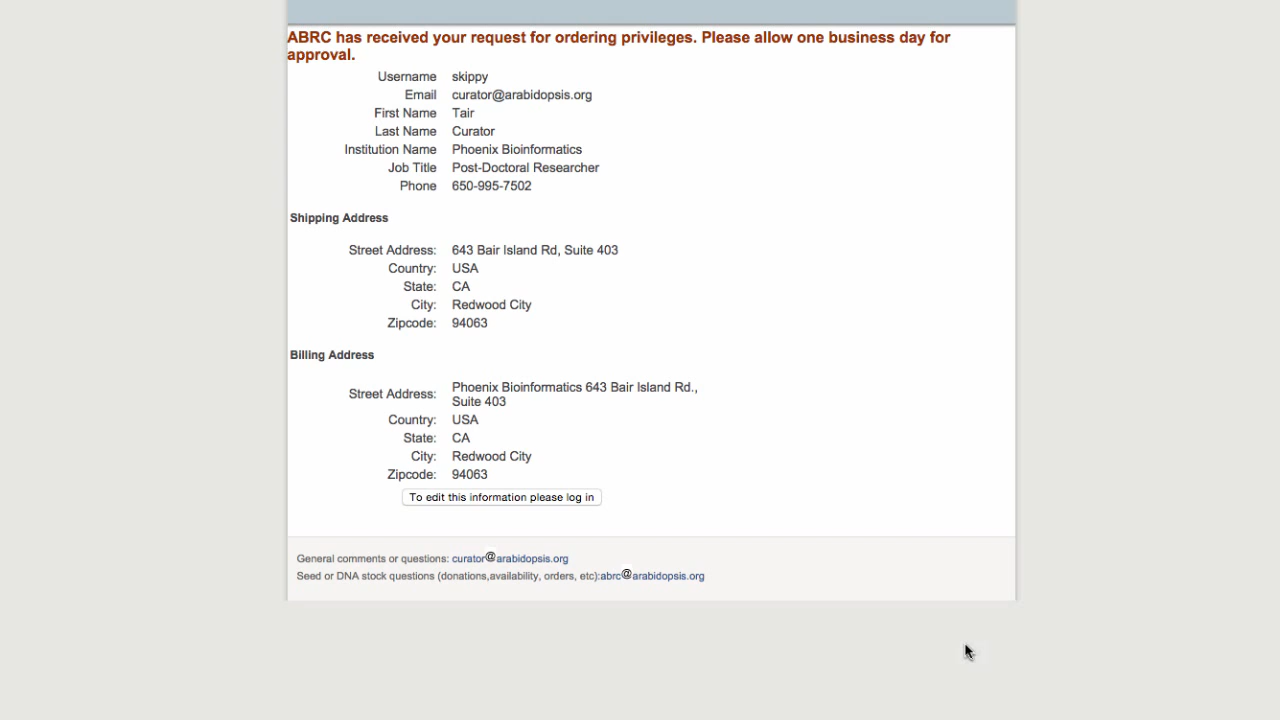 ABRC has received your request for ordering privileges. Please allow one business day for
approval.
Username skippy
Email curator@arabidopsis.org
First Name Tair
Last Name Curator
Institution Name Phoenix Bioinformatics
Job Title Post-Doctoral Researcher
Phone 650-995-7502
Shipping Address
Street Address: 643 Bair Island Rd, Suite 403
Country: USA
State: CA
City: Redwood City
Zipcode: 94063
Billing Address
Street Address: Phoenix Bioinformatics 643 Bair Island Rd.,
Suite 403
Country: USA
State: CA
City: Redwood City
Zipcode: 94063
To edit this information please log in
General comments or questions: curator@arabidopsis.org
Seed or DNA stock questions (donations,availability, orders, etc):abrc@arabidopsis.org